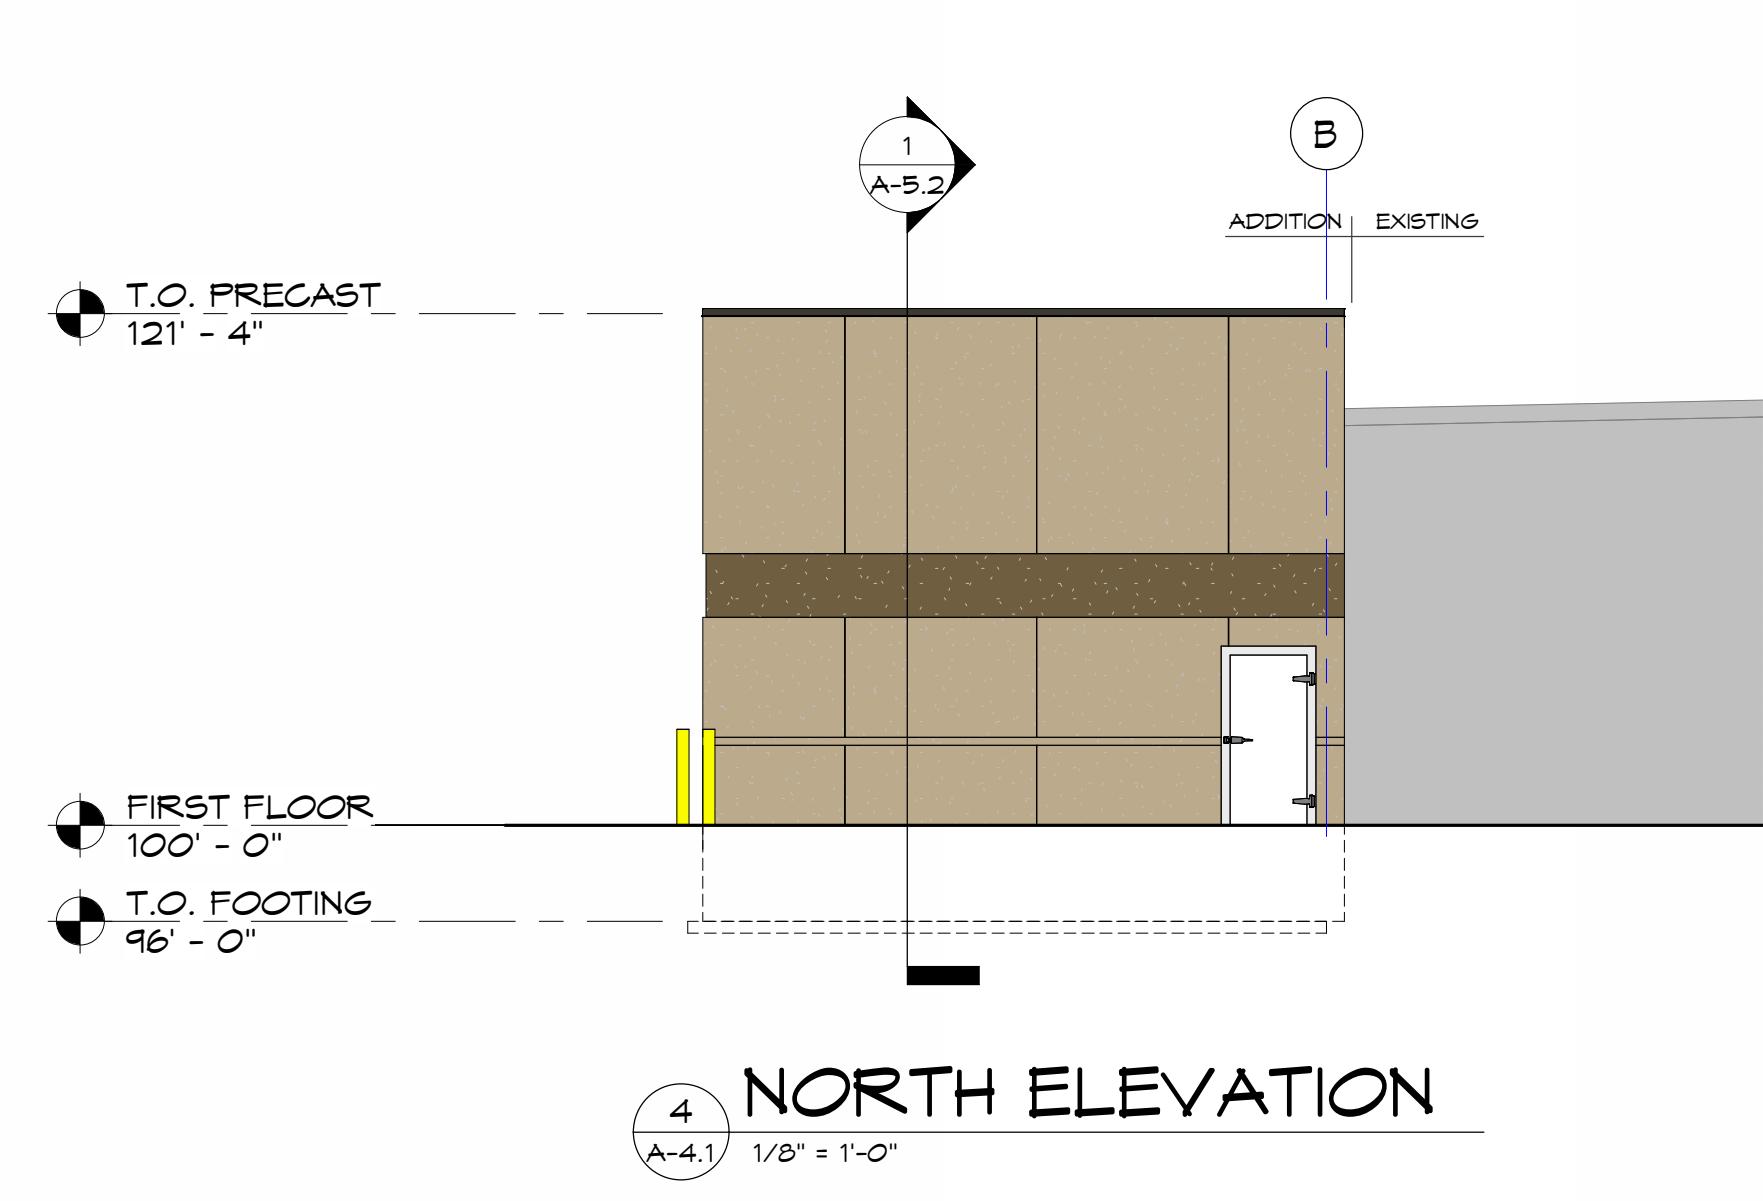 1
A-5.2
B
ADDITION EXISTING
T.O. PRECAST
121' - 4"
FIRST FLOOR
100' - 0"
T.O. FOOTING
96' - 0"
4
A-4.1
NORTH ELEVATION
1/8" = 1'-0"